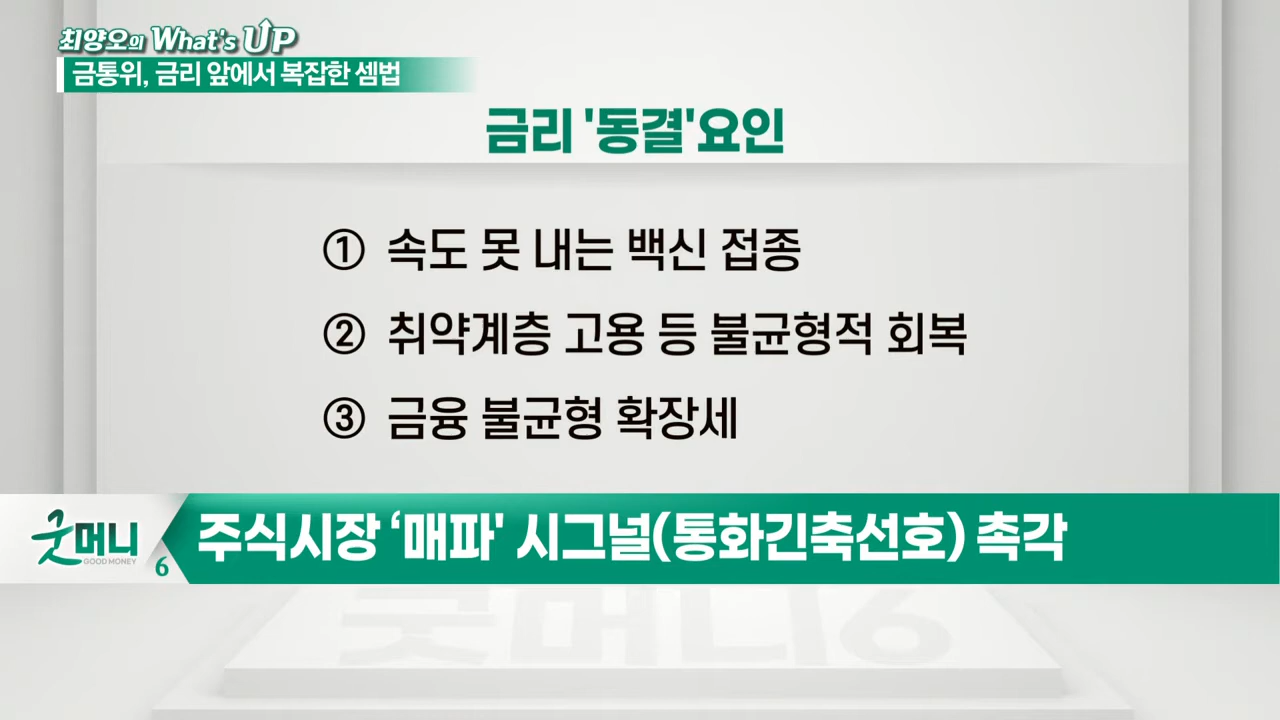 최양오의 What's UP
금통위, 금리 앞에서 복잡한 셈법
금리 '동결'요인
① 속도 못 내는 백신 접종
② 취약계층 고용 등 불균형적 회복
③ 금융 불균형 확장세
굿머니
GOOD MONEY
6
주식시장 ‘매파' 시그널(통화긴축선호) 촉각
굿머니6